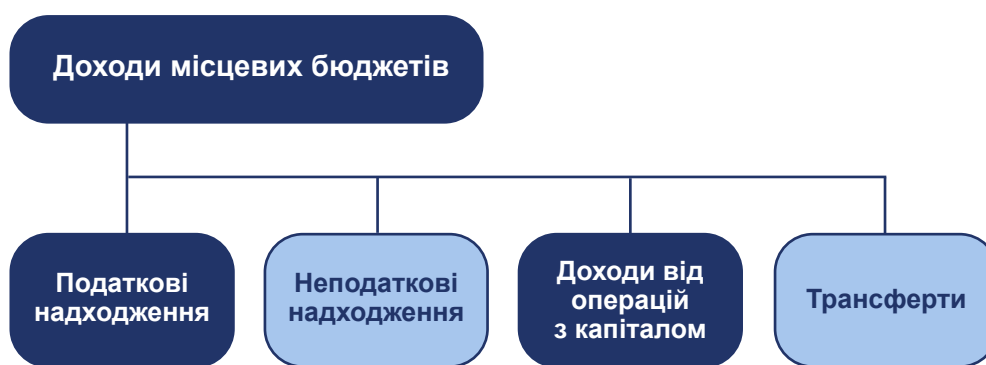 Доходи місцевих бюджетів
Податкові
надходження
Неподаткові
надходження
Доходи від
операцій
з капіталом
Трансферти